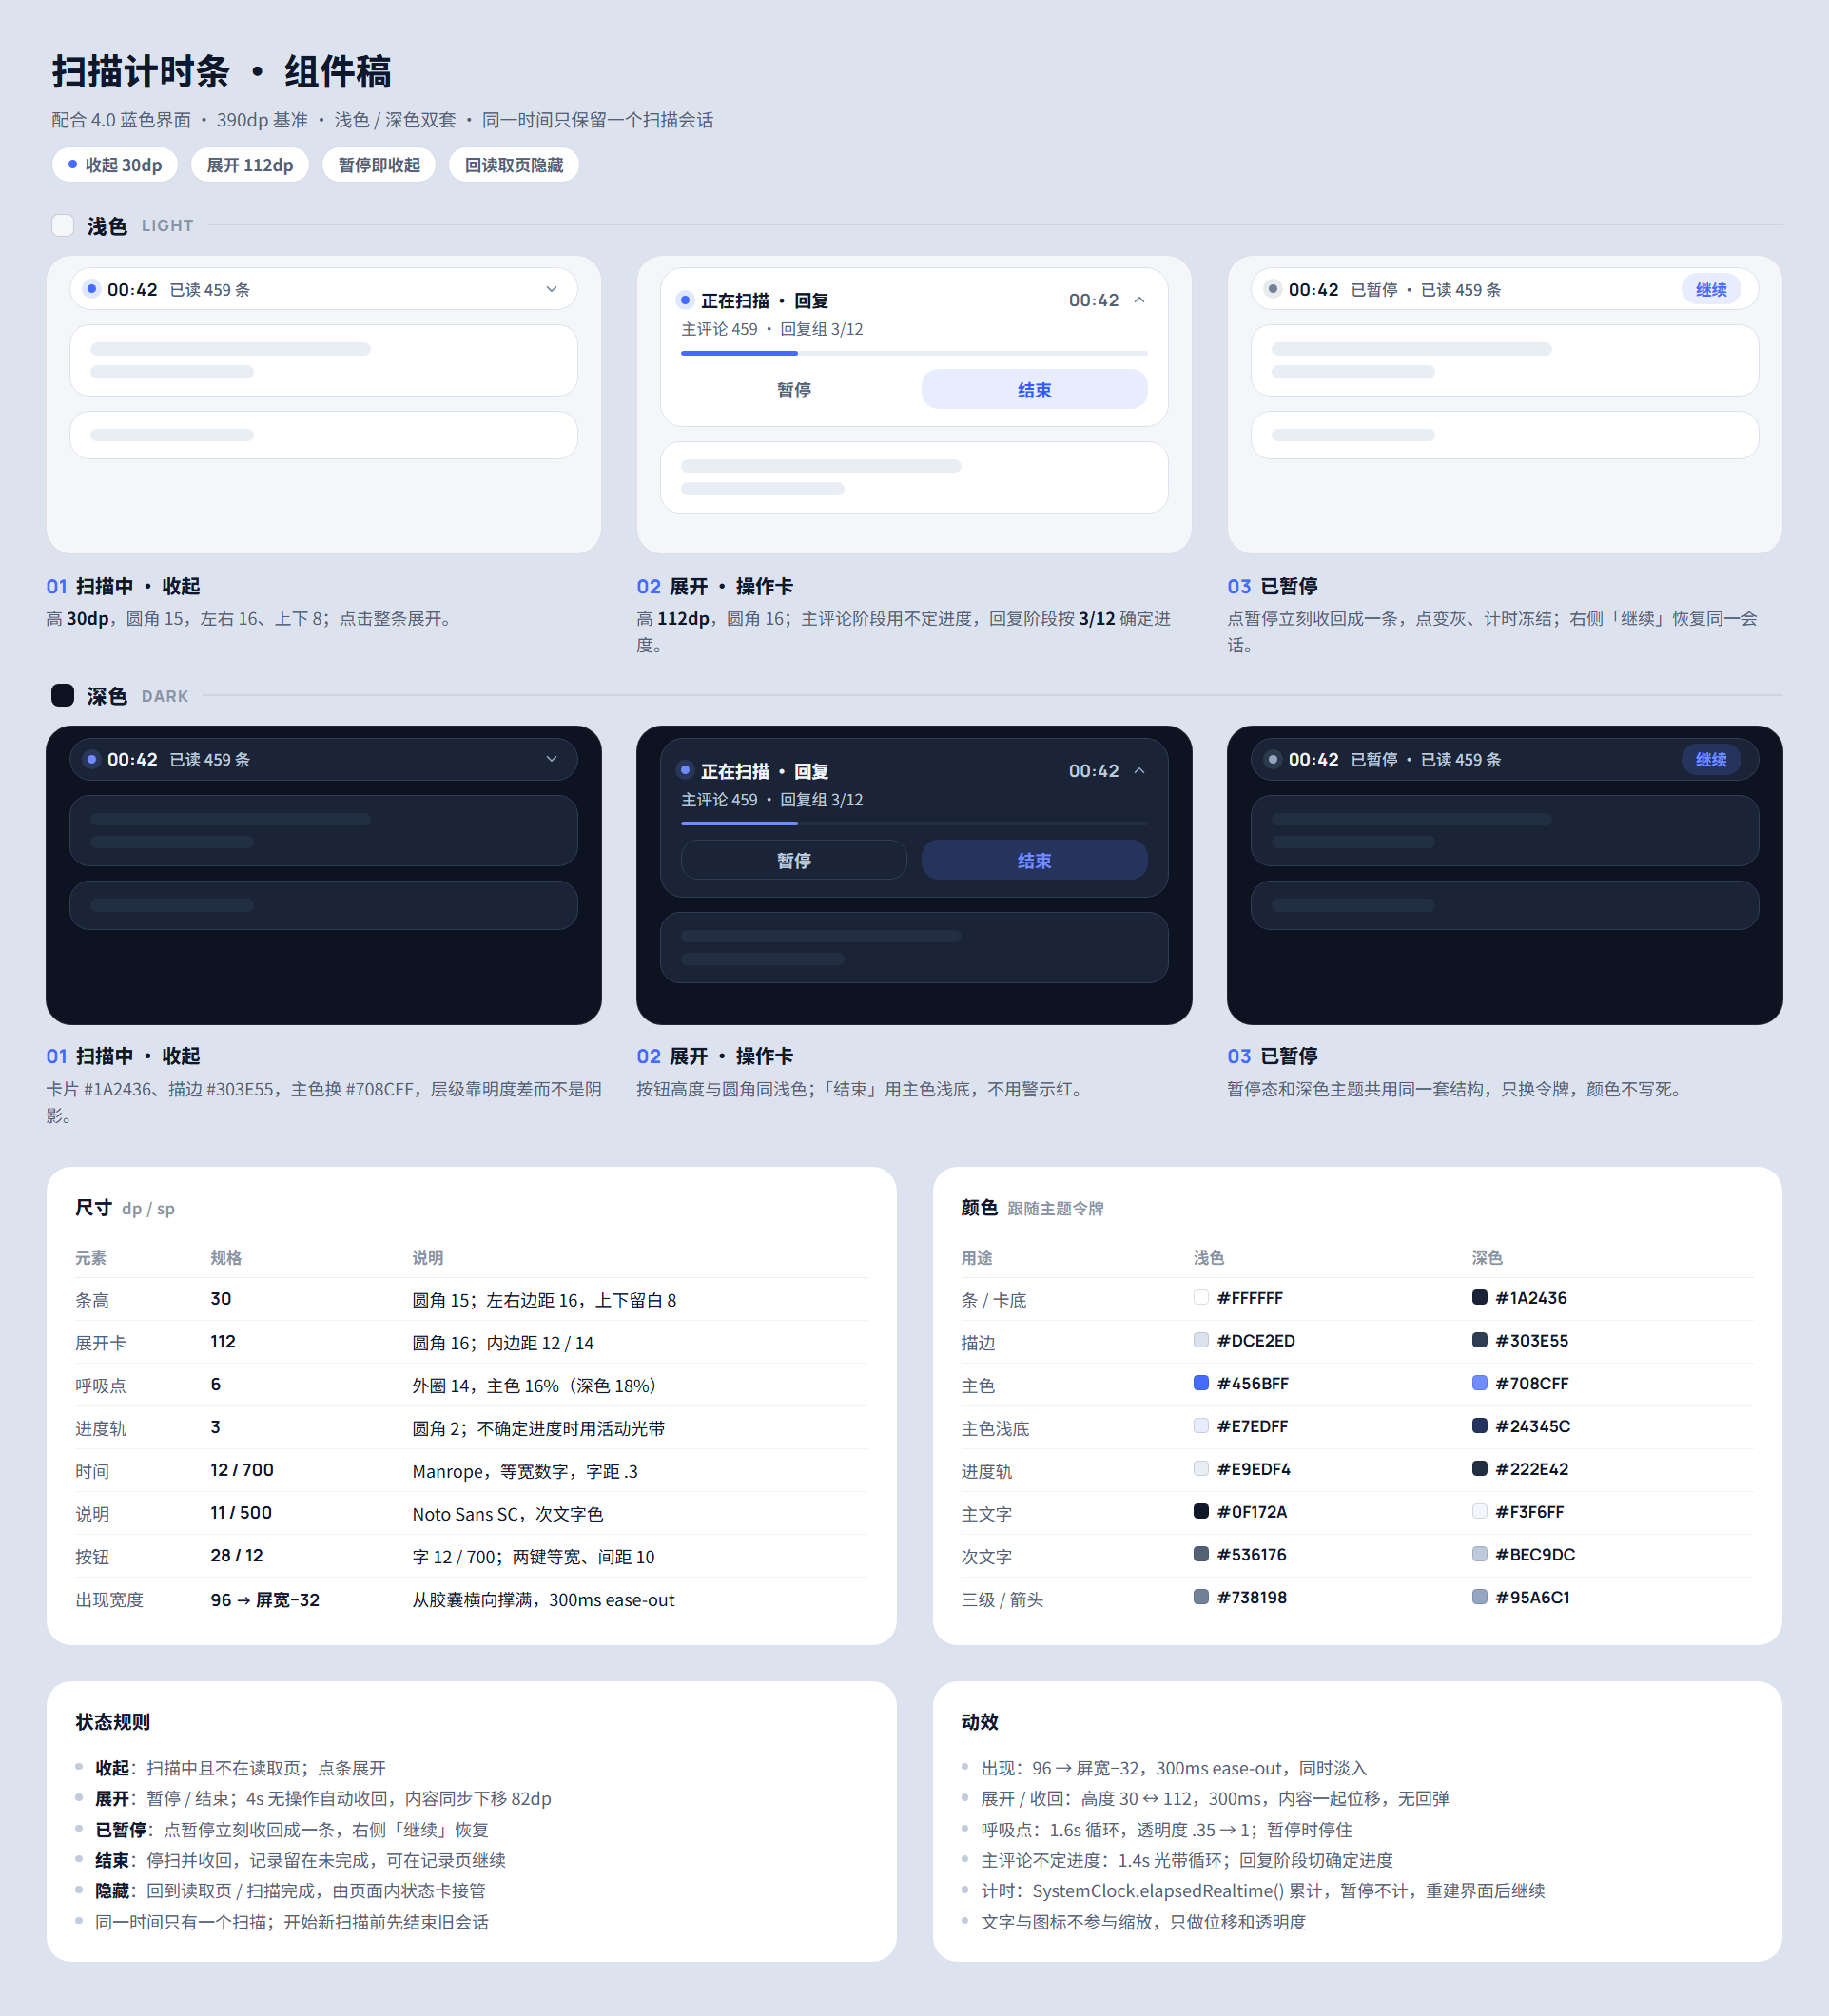 扫描计时条 · 组件稿
配合 4.0 蓝色界面 · 390dp 基准 · 浅色 / 深色双套 · 同一时间只保留一个扫描会话
收起 30dp 展开 112dp 暂停即收起 回读取页隐藏
浅色 LIGHT
00:42 已读 459 条
正在扫描 · 回复 00:42
主评论 459 · 回复组 3/12
暂停 结束
00:42 已暂停 · 已读 459 条 继续
01 扫描中 · 收起
高 30dp，圆角 15，左右 16、上下 8；点击整条展开。
02 展开 · 操作卡
高 112dp，圆角 16；主评论阶段用不定进度，回复阶段按 3/12 确定进
度。
03 已暂停
点暂停立刻收回成一条，点变灰、计时冻结；右侧「继续」恢复同一会
话。
深色 DARK
00:42 已读 459 条
正在扫描 · 回复 00:42
主评论 459 · 回复组 3/12
暂停 结束
00:42 已暂停 · 已读 459 条 继续
01 扫描中 · 收起
卡片 #1A2436、描边 #303E55，主色换 #708CFF，层级靠明度差而不是阴
影。
02 展开 · 操作卡
按钮高度与圆角同浅色；「结束」用主色浅底，不用警示红。
03 已暂停
暂停态和深色主题共用同一套结构，只换令牌，颜色不写死。
尺寸 dp / sp
元素 规格 说明
条高 30 圆角 15；左右边距 16，上下留白 8
展开卡 112 圆角 16；内边距 12 / 14
呼吸点 6 外圈 14，主色 16%（深色 18%）
进度轨 3 圆角 2；不确定进度时用活动光带
时间 12 / 700 Manrope，等宽数字，字距 .3
说明 11 / 500 Noto Sans SC，次文字色
按钮 28 / 12 字 12 / 700；两键等宽、间距 10
出现宽度 96 → 屏宽−32 从胶囊横向撑满，300ms ease-out
颜色 跟随主题令牌
用途 浅色 深色
条 / 卡底 #FFFFFF #1A2436
描边 #DCE2ED #303E55
主色 #456BFF #708CFF
主色浅底 #E7EDFF #24345C
进度轨 #E9EDF4 #222E42
主文字 #0F172A #F3F6FF
次文字 #536176 #BEC9DC
三级 / 箭头 #738198 #95A6C1
状态规则
收起：扫描中且不在读取页；点条展开
展开：暂停 / 结束；4s 无操作自动收回，内容同步下移 82dp
已暂停：点暂停立刻收回成一条，右侧「继续」恢复
结束：停扫并收回，记录留在未完成，可在记录页继续
隐藏：回到读取页 / 扫描完成，由页面内状态卡接管
同一时间只有一个扫描；开始新扫描前先结束旧会话
动效
出现：96 → 屏宽−32，300ms ease-out，同时淡入
展开 / 收回：高度 30 ↔ 112，300ms，内容一起位移，无回弹
呼吸点：1.6s 循环，透明度 .35 → 1；暂停时停住
主评论不定进度：1.4s 光带循环；回复阶段切确定进度
计时：SystemClock.elapsedRealtime() 累计，暂停不计，重建界面后继续
文字与图标不参与缩放，只做位移和透明度